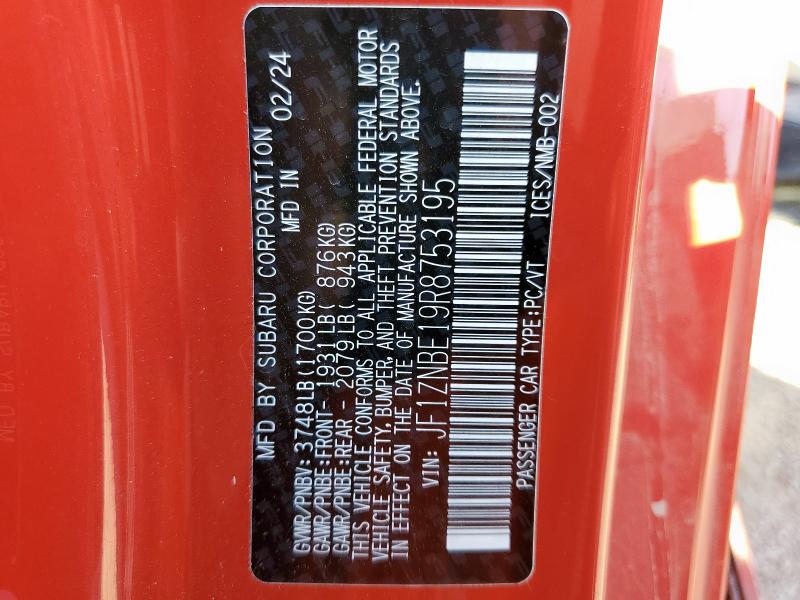 MFD BY SUBARU CORPORATION
MFD IN 02/24
GVWR/PNBV:3748LB(1700KG)
GAWR/PNBE:FRONT- 1931LB( 876KG)
GAWR/PNBE:REAR - 2079LB( 943KG)
THIS VEHICLE CONFORMS TO ALL APPLICABLE FEDERAL MOTOR
VEHICLE SAFETY, BUMPER, AND THEFT PREVENTION STANDARDS
IN EFFECT ON THE DATE OF MANUFACTURE SHOWN ABOVE.
VIN: JF1ZNBE19R8753195
PASSENGER CAR TYPE:PC/VT ICES/NMB-002